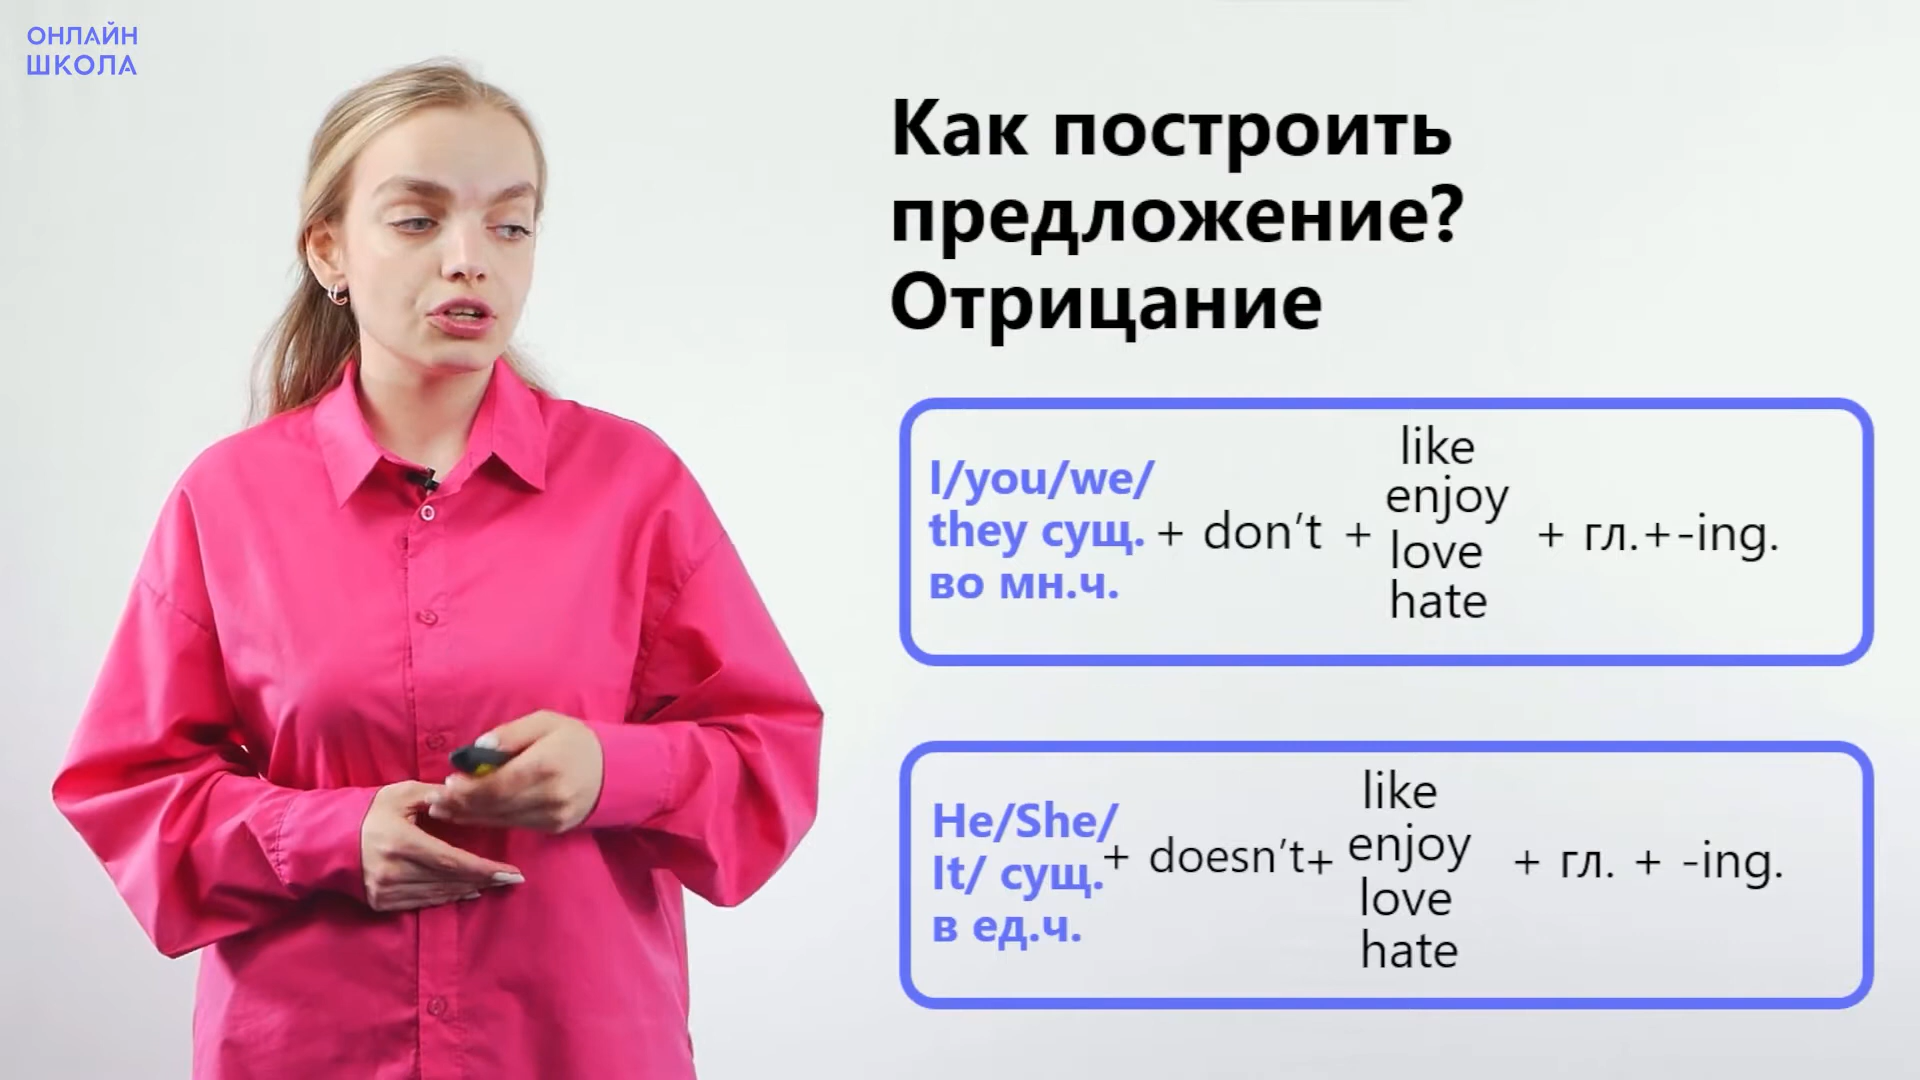 ОНЛАЙН
ШКОЛА
Как построить
предложение?
Отрицание
I/you/we/
they сущ.
во мн.ч.
+ don’t +
like
enjoy
love
hate
+ гл.+-ing.
He/She/
It/ сущ.
в ед.ч.
+ doesn’t+
like
enjoy
love
hate
+ гл. + -ing.